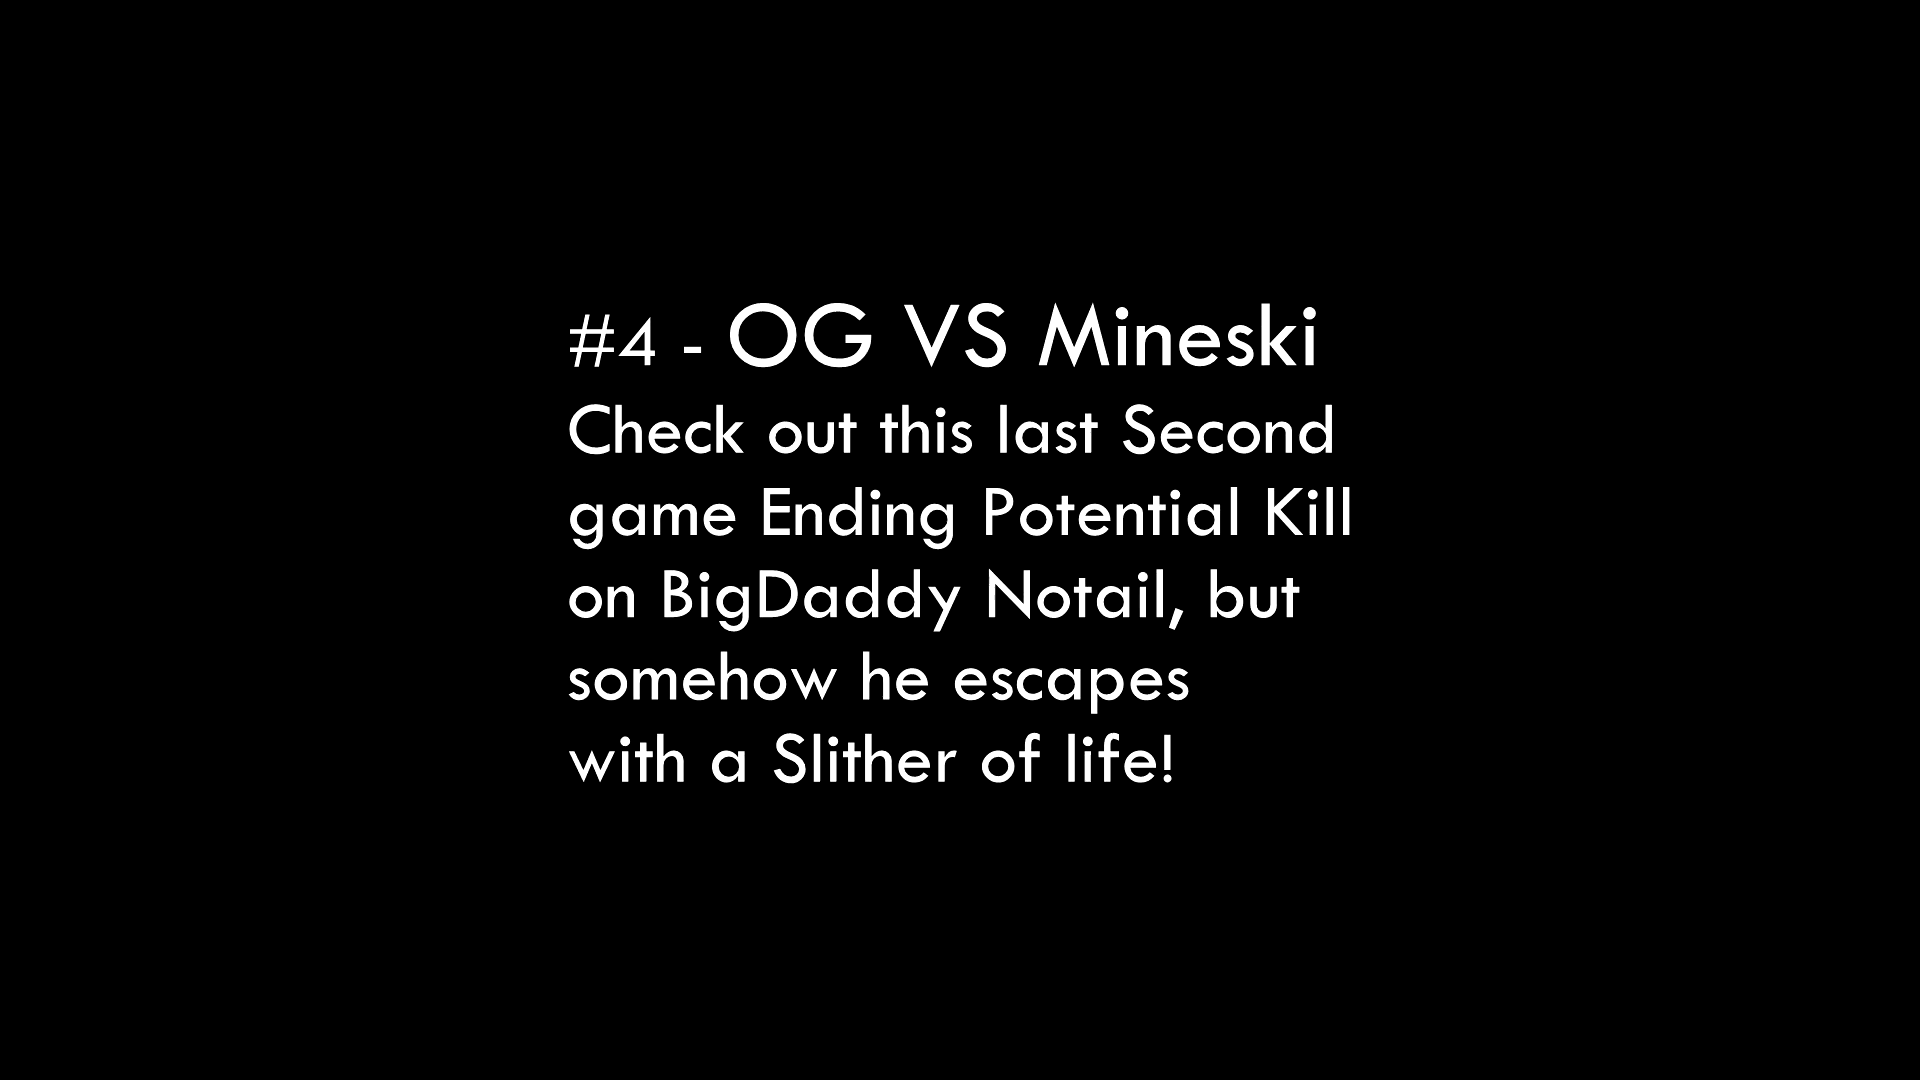 #4 - OG VS Mineski
Check out this last Second
game Ending Potential Kill
on BigDaddy Notail, but
somehow he escapes
with a Slither of life!